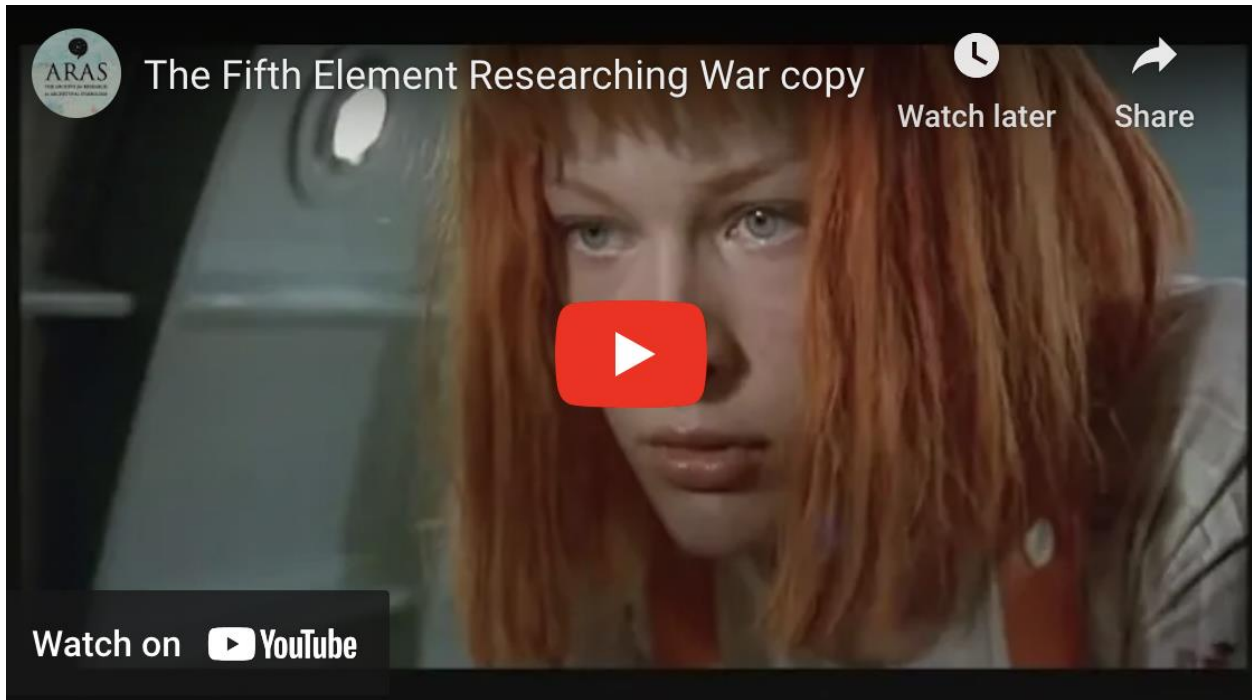 ARAS
The Fifth Element Researching War copy
Watch later
Share
Watch on YouTube